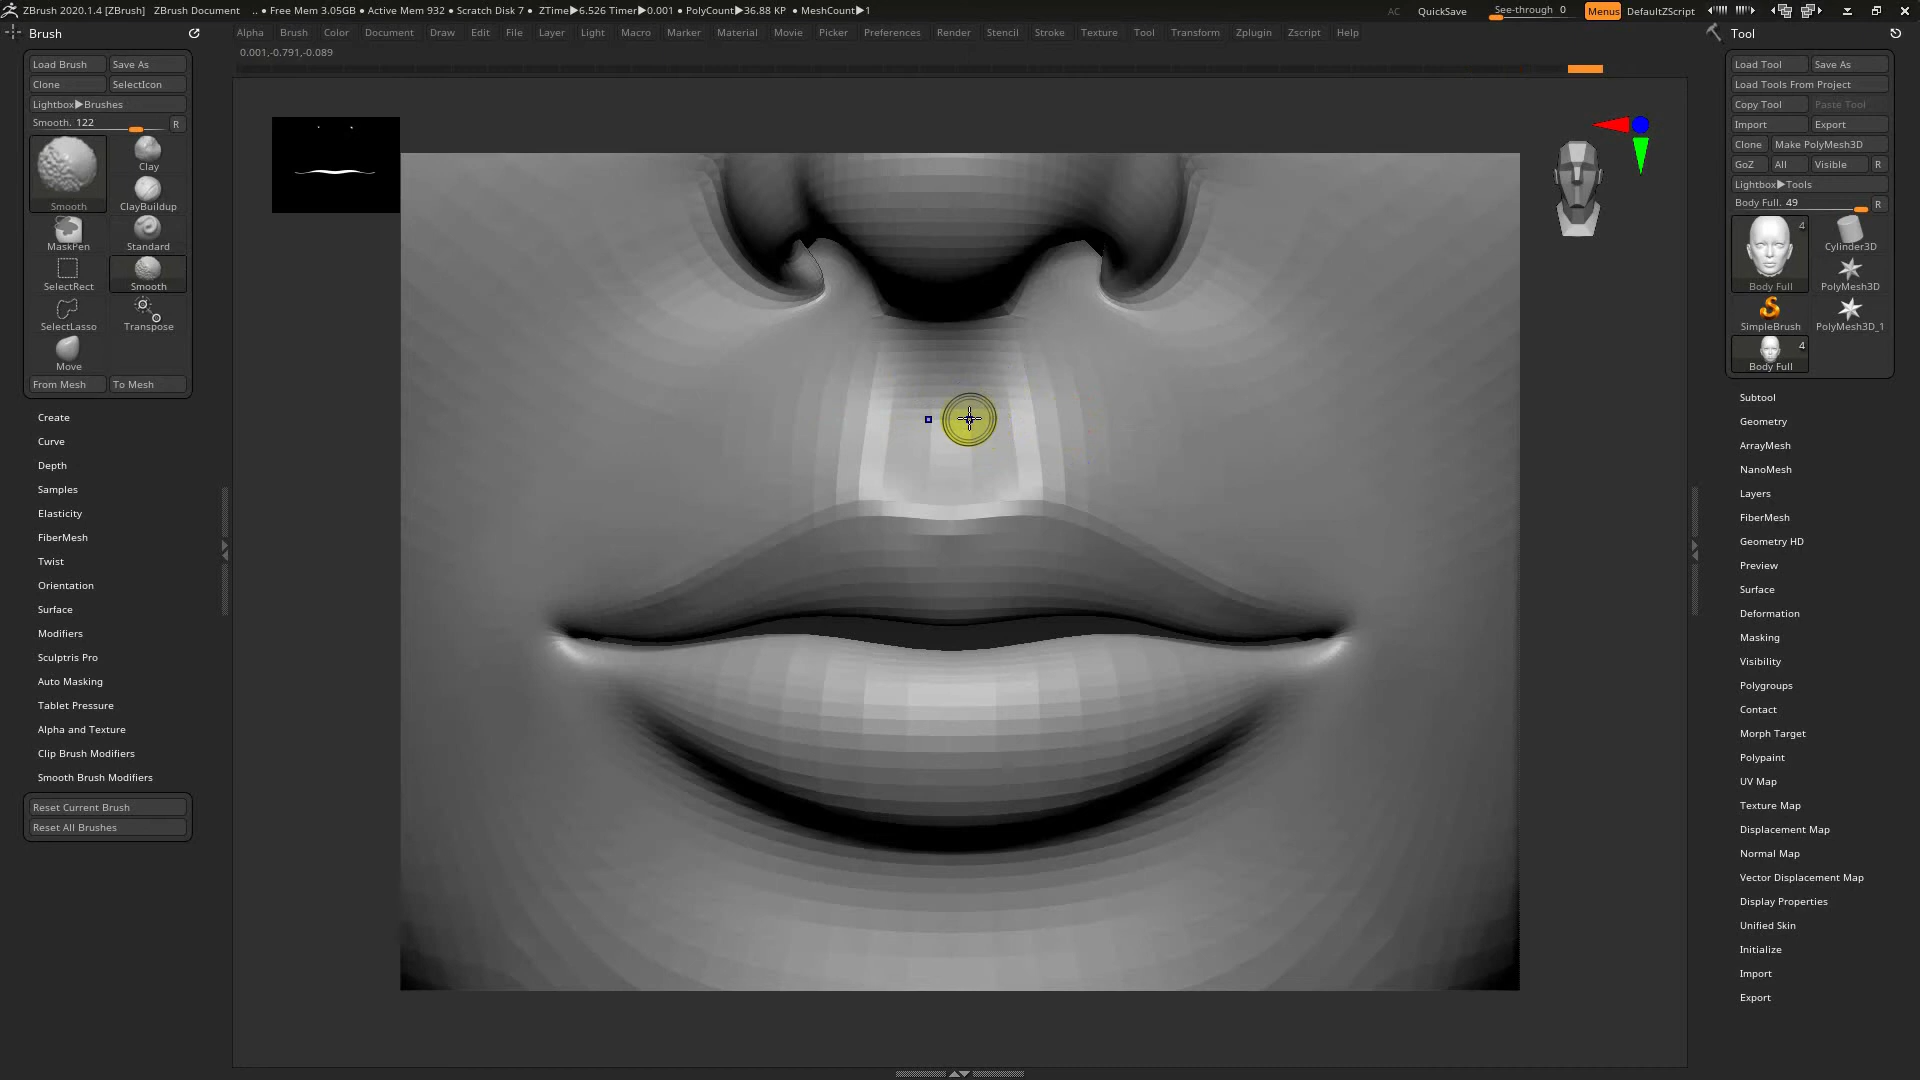 ZBrush 2020.1.4 [ZBrush] ZBrush Document .. ● Free Mem 3.05GB ● Active Mem 932 ● Scratch Disk 7 ● ZTime▶6.526 Timer▶0.001 ● PolyCount▶36.88 KP ● MeshCount▶1 AC QuickSave See-through 0 Menus DefaultZScript
Brush
Alpha Brush Color Document Draw Edit File Layer Light Macro Marker Material Movie Picker Preferences Render Stencil Stroke Texture Tool Transform Zplugin Zscript Help
Tool
0.001,-0.791,-0.089
Load Brush Save As
Clone SelectIcon
Lightbox▶Brushes
Smooth. 122 R
Smooth
Clay
ClayBuildup
MaskPen Standard
SelectRect Smooth
SelectLasso Transpose
Move
From Mesh To Mesh
Create
Curve
Depth
Samples
Elasticity
FiberMesh
Twist
Orientation
Surface
Modifiers
Sculptris Pro
Auto Masking
Tablet Pressure
Alpha and Texture
Clip Brush Modifiers
Smooth Brush Modifiers
Reset Current Brush
Reset All Brushes
Load Tool Save As
Load Tools From Project
Copy Tool Paste Tool
Import Export
Clone Make PolyMesh3D
GoZ All Visible R
Lightbox▶Tools
Body Full. 49 R
4
Body Full
Cylinder3D
PolyMesh3D
SimpleBrush PolyMesh3D_1
4
Body Full
Subtool
Geometry
ArrayMesh
NanoMesh
Layers
FiberMesh
Geometry HD
Preview
Surface
Deformation
Masking
Visibility
Polygroups
Contact
Morph Target
Polypaint
UV Map
Texture Map
Displacement Map
Normal Map
Vector Displacement Map
Display Properties
Unified Skin
Initialize
Import
Export